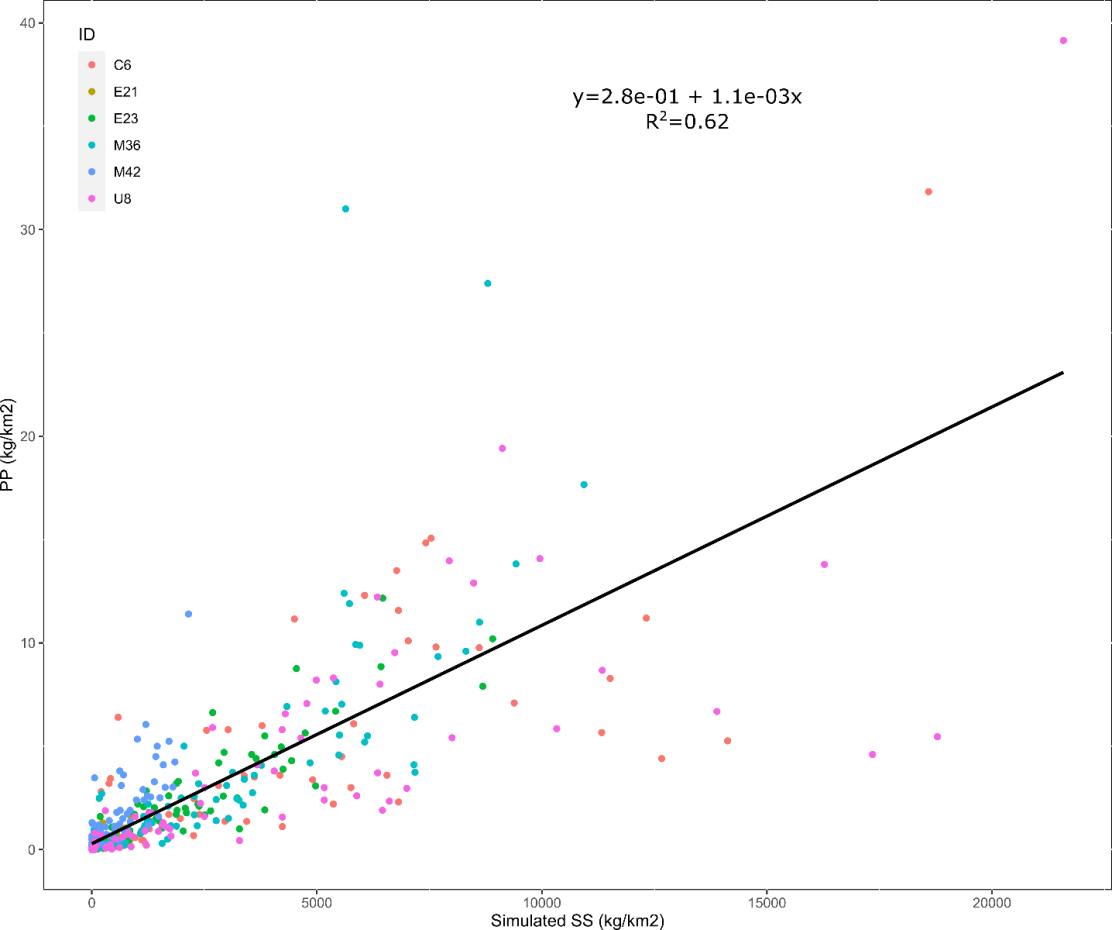 ID
C6
E21
E23
M36
M42
U8
y=2.8e-01 + 1.1e-03x
R²=0.62
40
30
20
10
0
PP (kg/km2)
0 5000 10000 15000 20000
Simulated SS (kg/km2)